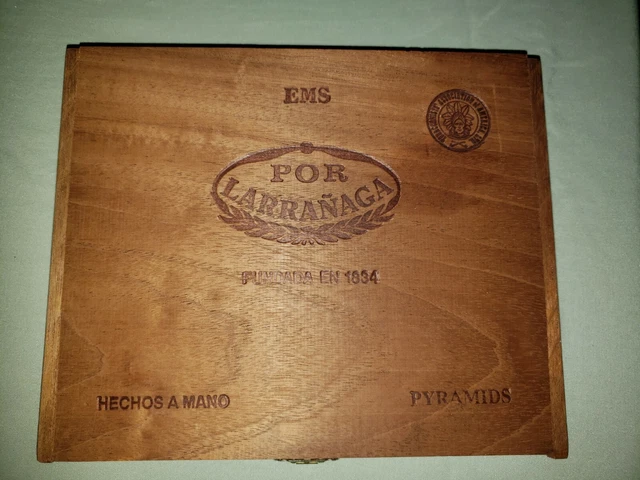 EMS
POR
LARRAÑAGA
FUNDADA EN 1834
HECHOS A MANO
PYRAMIDS